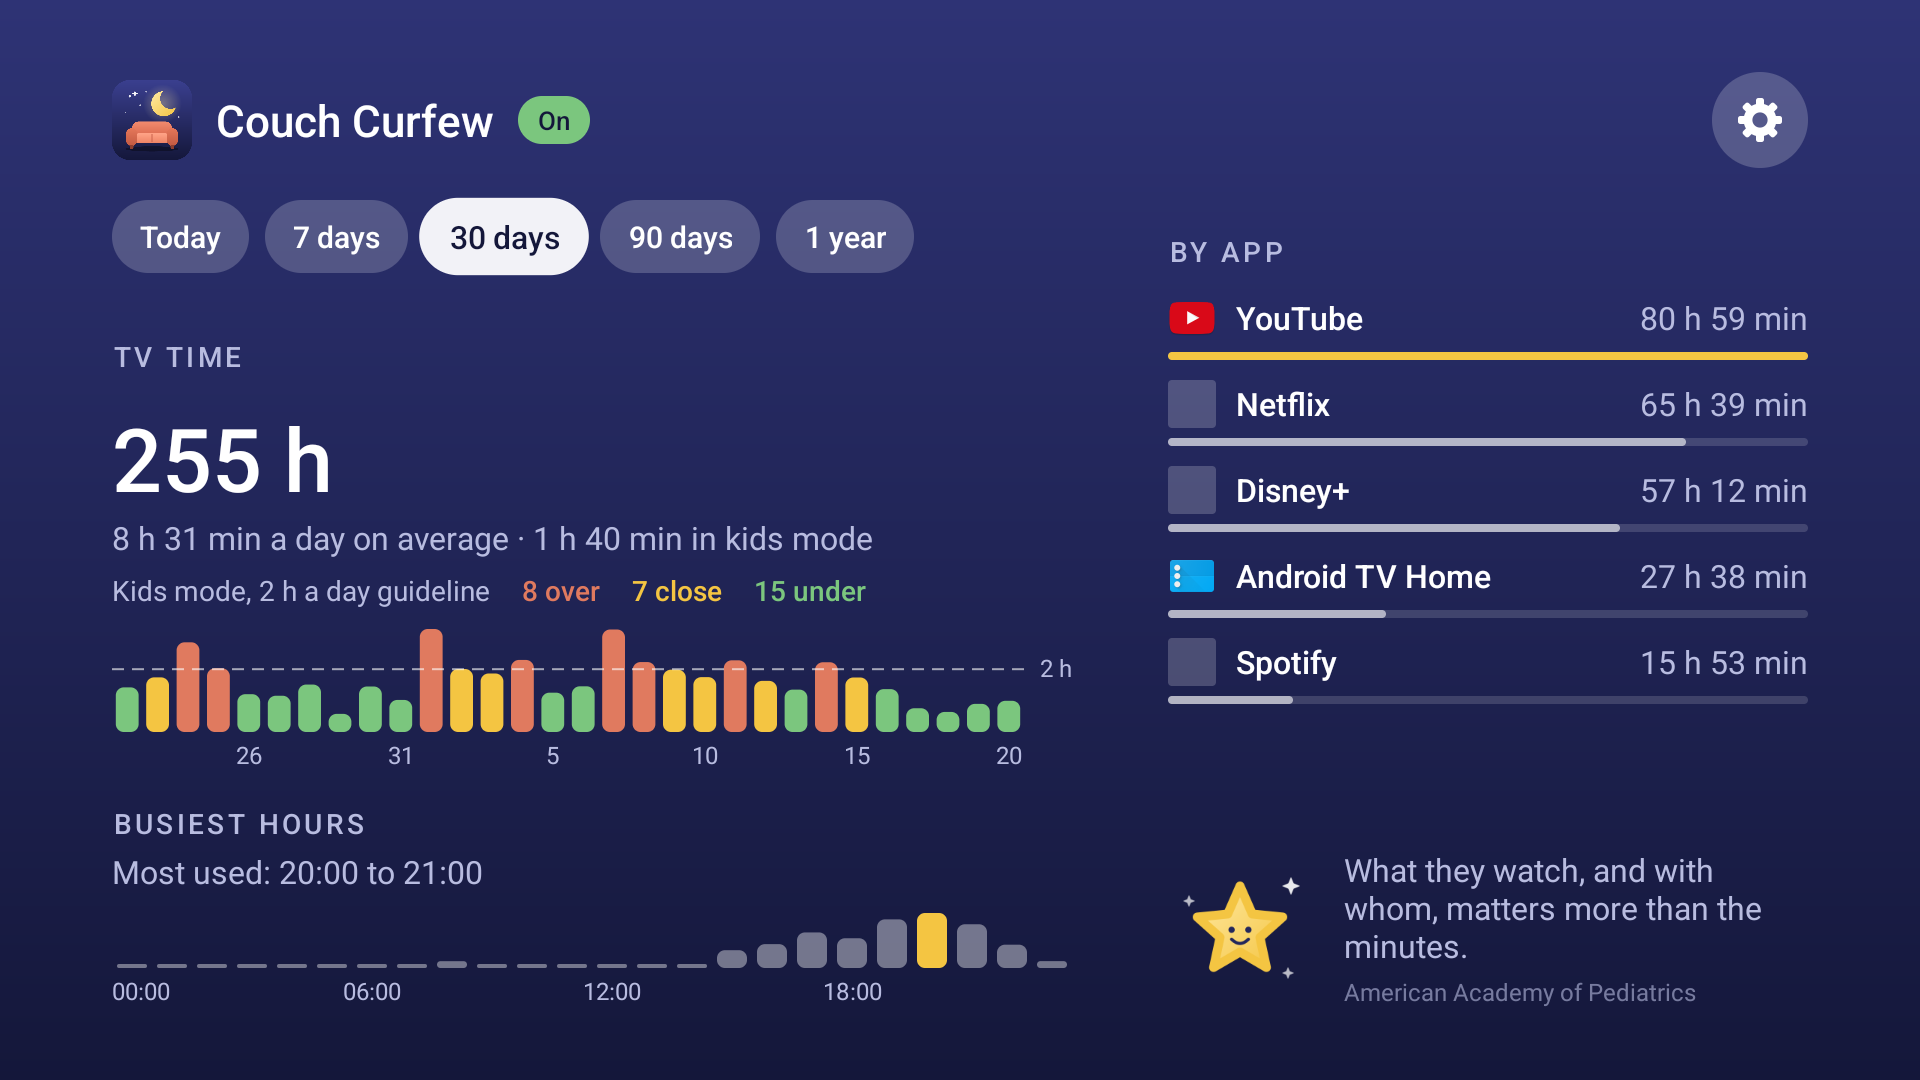 Couch Curfew
On
Today
7 days
30 days
90 days
1 year
TV TIME
255 h
8 h 31 min a day on average · 1 h 40 min in kids mode
Kids mode, 2 h a day guideline 8 over 7 close 15 under
2 h
26 31 5 10 15 20
BUSIEST HOURS
Most used: 20:00 to 21:00
00:00 06:00 12:00 18:00
BY APP
YouTube 80 h 59 min
Netflix 65 h 39 min
Disney+ 57 h 12 min
Android TV Home 27 h 38 min
Spotify 15 h 53 min
What they watch, and with
whom, matters more than the
minutes.
American Academy of Pediatrics